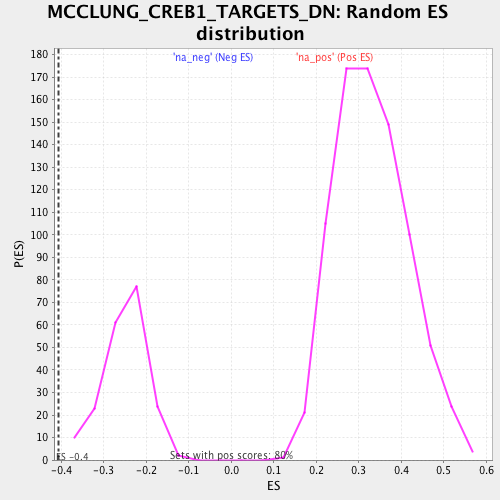 MCCLUNG_CREB1_TARGETS_DN: Random ES
distribution
'na_neg' (Neg ES) 'na_pos' (Pos ES)
180
170
160
150
140
130
120
110
100
90
80
70
60
50
40
30
20
10
0
P(ES)
ES -0.4
Sets with pos scores: 80%
-0.4 -0.3 -0.2 -0.1 0.0 0.1 0.2 0.3 0.4 0.5 0.6
ES